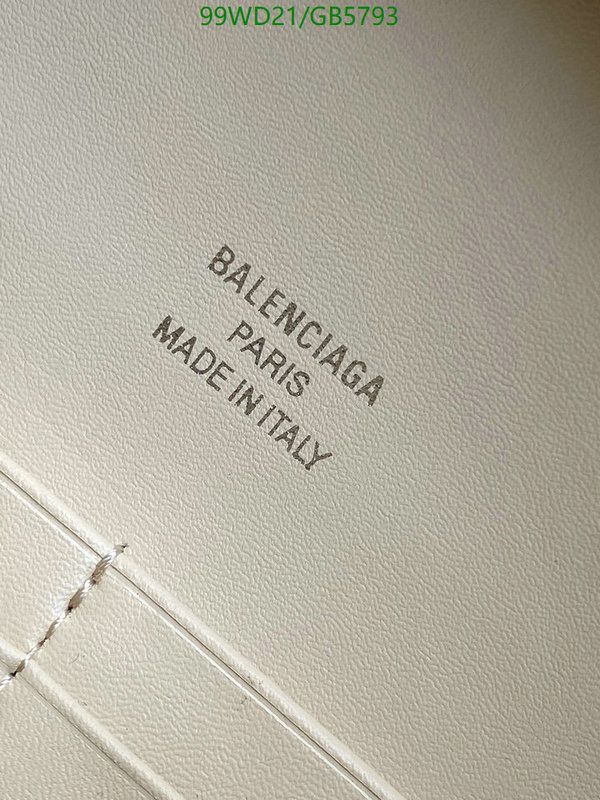 99WD21/GB5793
BALENCIAGA
PARIS
MADE IN ITALY